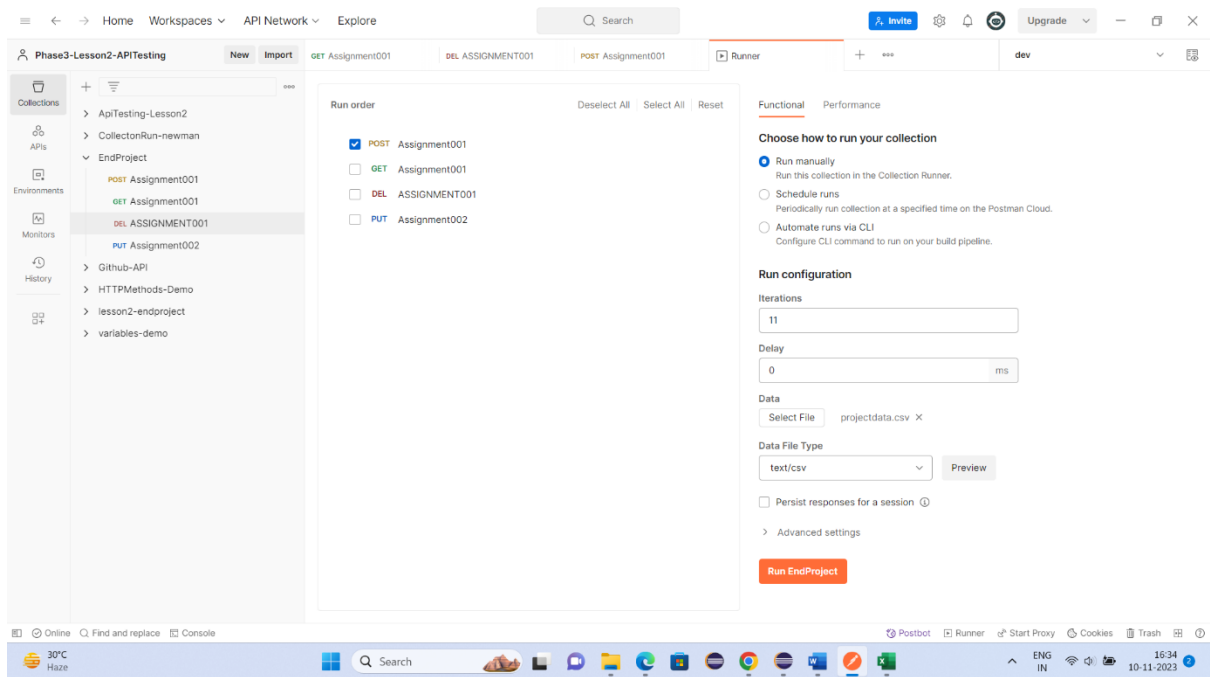 Home Workspaces API Network Explore Search Invite Upgrade
Phase3-Lesson2-APITesting New Import GET Assignment001 DEL ASSIGNMENT001 POST Assignment001 Runner dev
Collections
APIs
Environments
Monitors
History
ApiTesting-Lesson2
CollectonRun-newman
EndProject
POST Assignment001
GET Assignment001
DEL ASSIGNMENT001
PUT Assignment002
Github-API
HTTPMethods-Demo
lesson2-endproject
variables-demo
Run order Deselect All Select All Reset
POST Assignment001
GET Assignment001
DEL ASSIGNMENT001
PUT Assignment002
Functional Performance
Choose how to run your collection
Run manually
Run this collection in the Collection Runner.
Schedule runs
Periodically run collection at a specified time on the Postman Cloud.
Automate runs via CLI
Configure CLI command to run on your build pipeline.
Run configuration
Iterations
11
Delay
0 ms
Data
Select File projectdata.csv
Data File Type
text/csv Preview
Persist responses for a session
Advanced settings
Run EndProject
Online Find and replace Console Postbot Runner Start Proxy Cookies Trash
30°C
Haze
Search
ENG
IN
16:34
10-11-2023
2